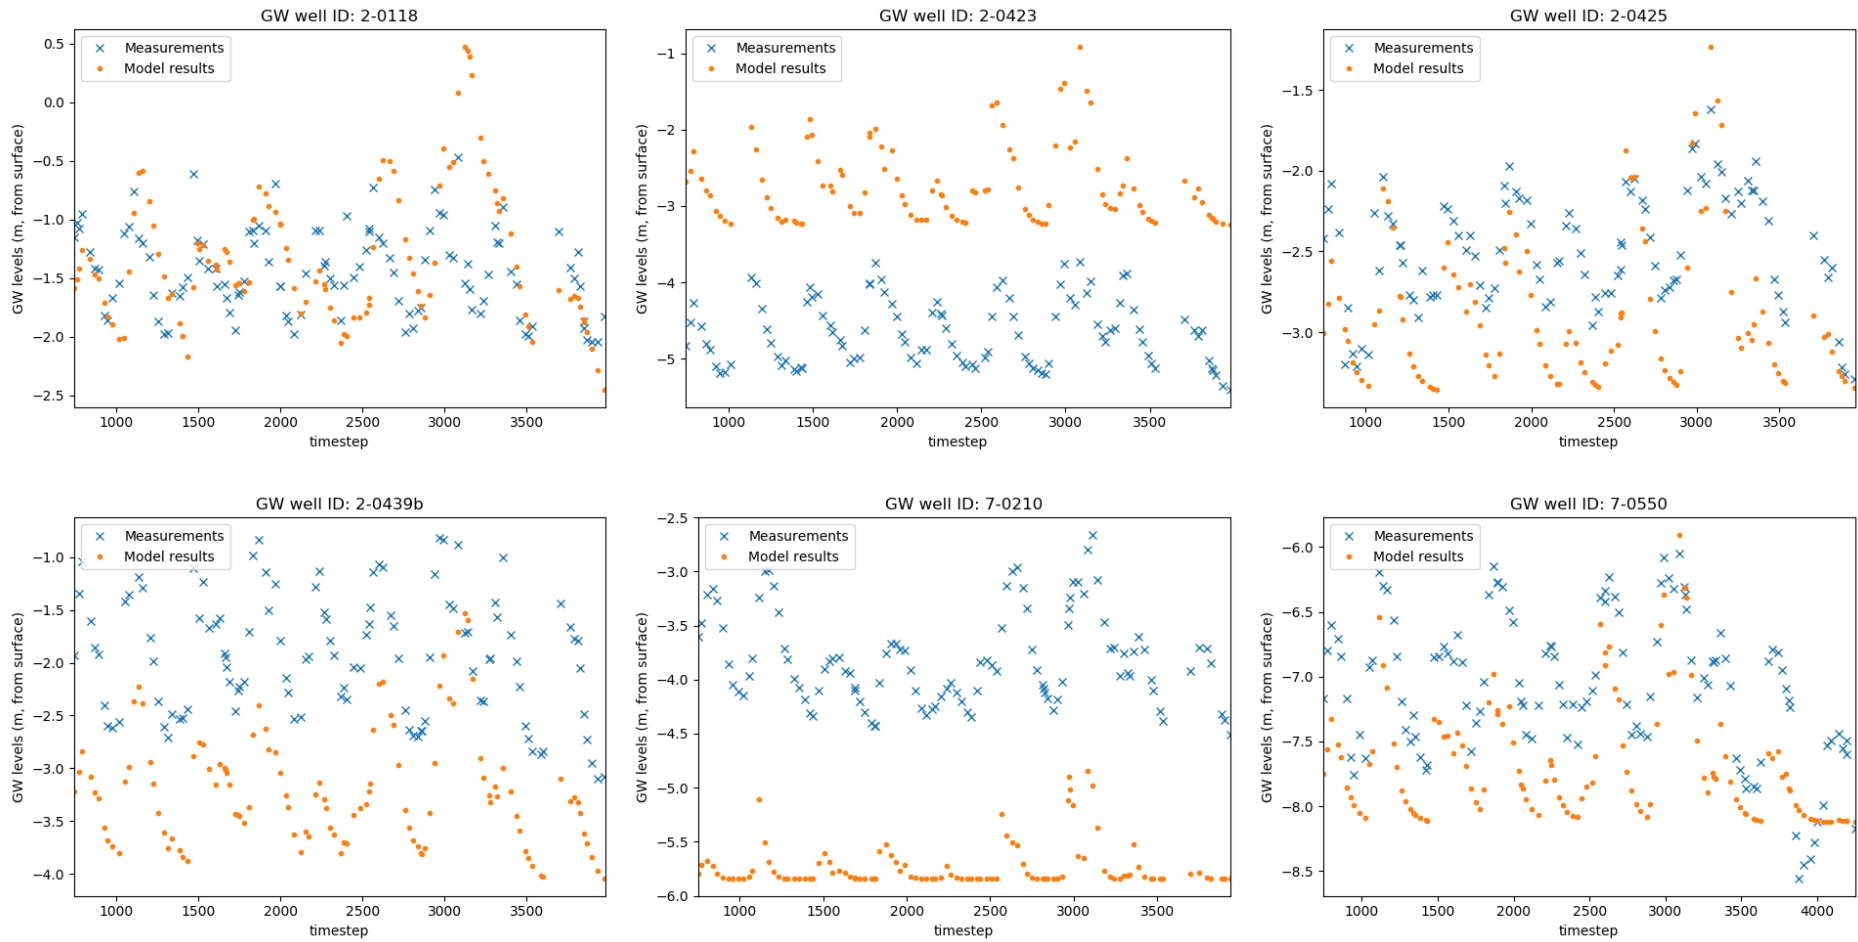 GW well ID: 2-0118
Measurements
Model results
GW levels (m, from surface)
0.5
0.0
−0.5
−1.0
−1.5
−2.0
−2.5
1000 1500 2000 2500 3000 3500
timestep
GW well ID: 2-0423
Measurements
Model results
GW levels (m, from surface)
−1
−2
−3
−4
−5
1000 1500 2000 2500 3000 3500
timestep
GW well ID: 2-0425
Measurements
Model results
GW levels (m, from surface)
−1.5
−2.0
−2.5
−3.0
1000 1500 2000 2500 3000 3500
timestep
GW well ID: 2-0439b
Measurements
Model results
GW levels (m, from surface)
−1.0
−1.5
−2.0
−2.5
−3.0
−3.5
−4.0
1000 1500 2000 2500 3000 3500
timestep
GW well ID: 7-0210
Measurements
Model results
GW levels (m, from surface)
−2.5
−3.0
−3.5
−4.0
−4.5
−5.0
−5.5
−6.0
1000 1500 2000 2500 3000 3500
timestep
GW well ID: 7-0550
Measurements
Model results
GW levels (m, from surface)
−6.0
−6.5
−7.0
−7.5
−8.0
−8.5
1000 1500 2000 2500 3000 3500 4000
timestep